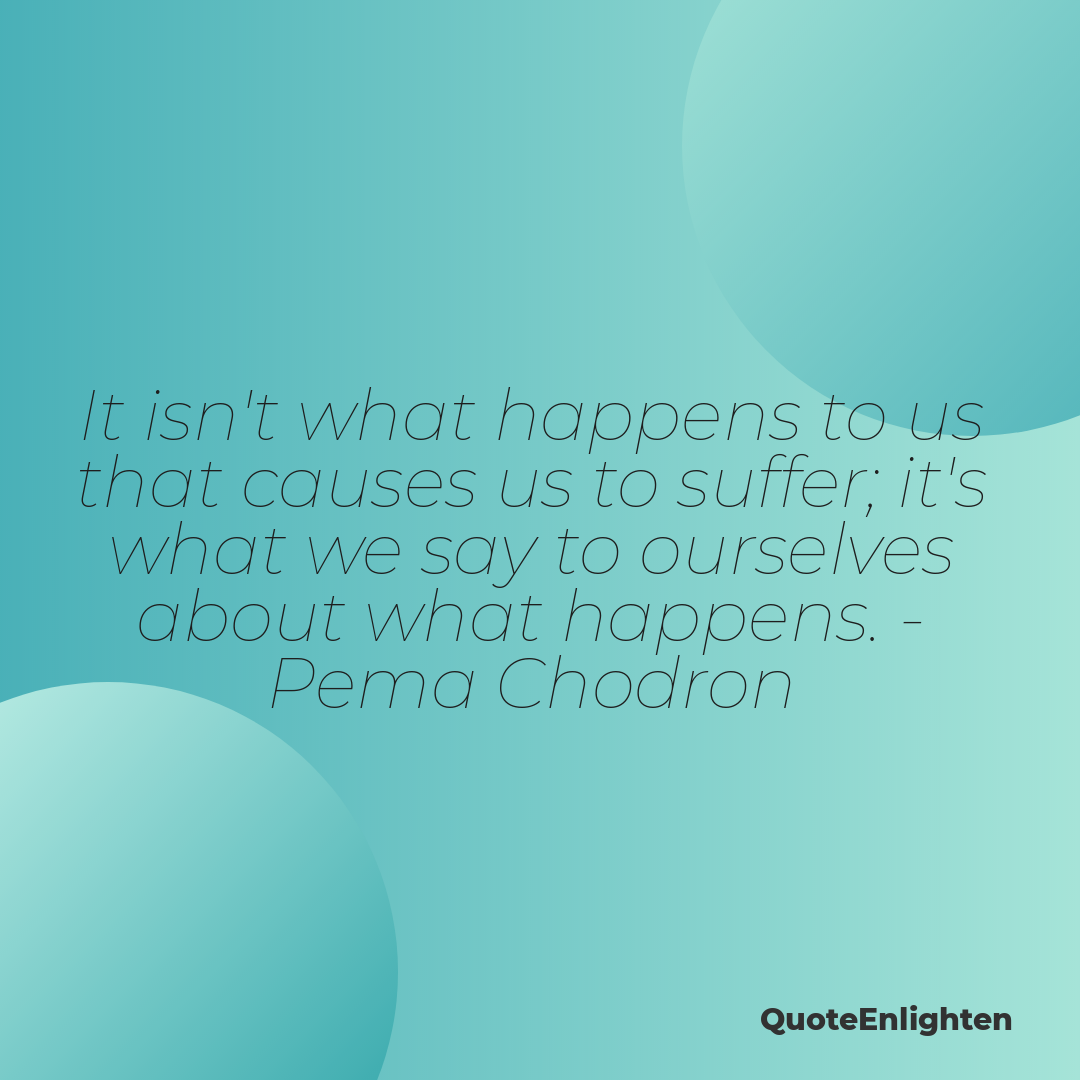 It isn't what happens to us
that causes us to suffer; it's
what we say to ourselves
about what happens. -
Pema Chodron
QuoteEnlighten